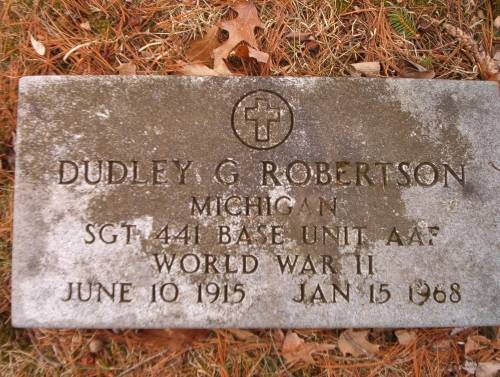 DUDLEY G ROBERTSON
MICHIGAN
SGT 441 BASE UNIT AAF
WORLD WAR II
JUNE 10 1915 JAN 15 1968